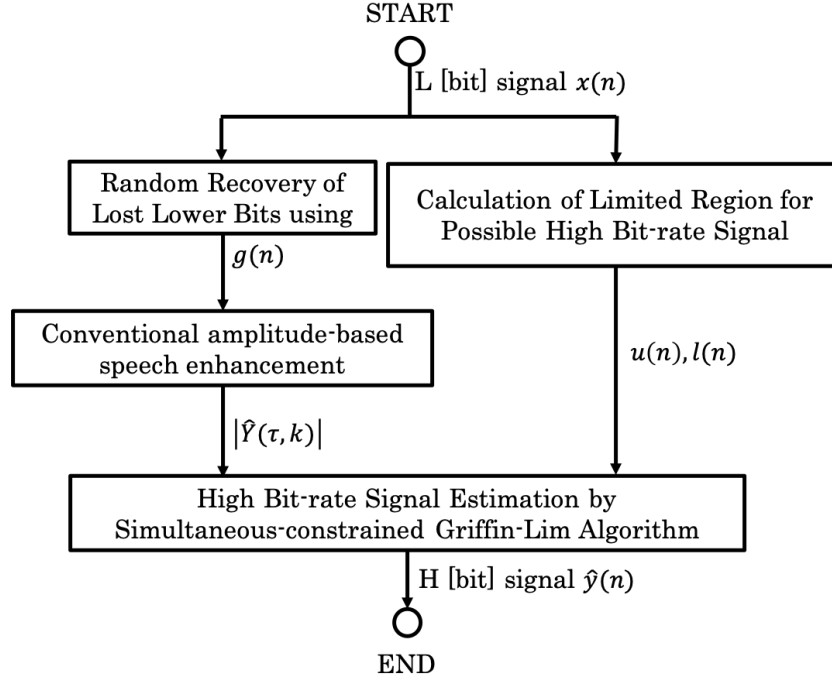 START
L [bit] signal x(n)
Random Recovery of
Lost Lower Bits using
Calculation of Limited Region for
Possible High Bit-rate Signal
g(n)
Conventional amplitude-based
speech enhancement
u(n), l(n)
|Ŷ(τ, k)|
High Bit-rate Signal Estimation by
Simultaneous-constrained Griffin-Lim Algorithm
H [bit] signal ŷ(n)
END